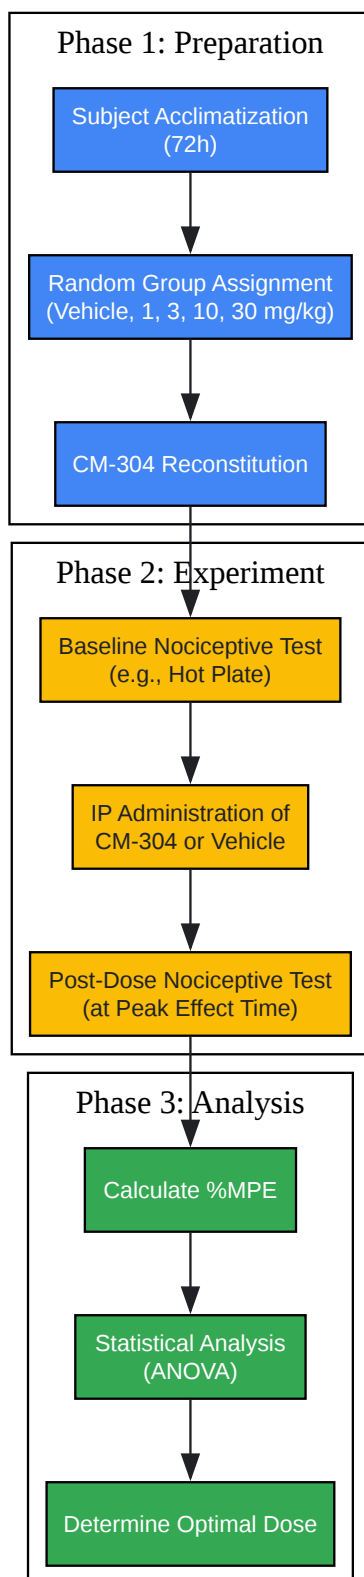 Phase 1: Preparation
Subject Acclimatization
(72h)
Random Group Assignment
(Vehicle, 1, 3, 10, 30 mg/kg)
CM-304 Reconstitution
Phase 2: Experiment
Baseline Nociceptive Test
(e.g., Hot Plate)
IP Administration of
CM-304 or Vehicle
Post-Dose Nociceptive Test
(at Peak Effect Time)
Phase 3: Analysis
Calculate %MPE
Statistical Analysis
(ANOVA)
Determine Optimal Dose